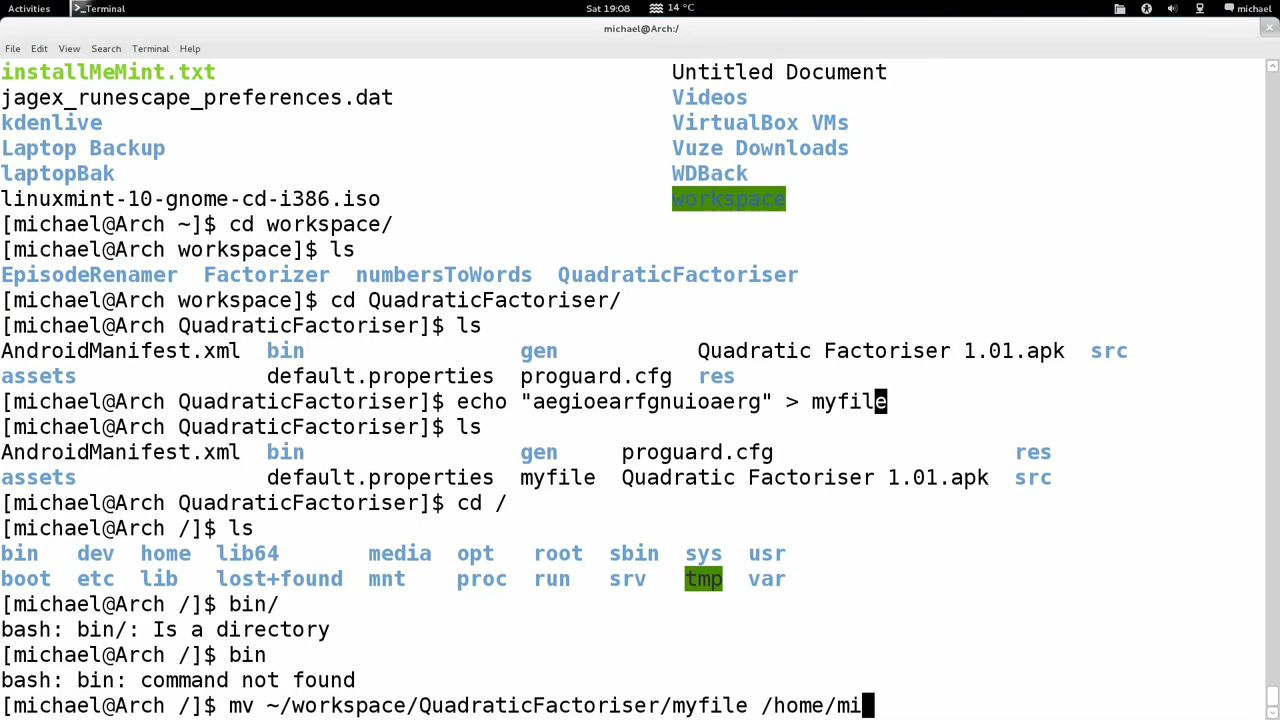 Activities Terminal Sat 19:08 14 °C michael
michael@Arch:/
File Edit View Search Terminal Help
installMeMint.txt Untitled Document
jagex_runescape_preferences.dat Videos
kdenlive VirtualBox VMs
Laptop Backup Vuze Downloads
laptopBak WDBack
linuxmint-10-gnome-cd-i386.iso workspace
[michael@Arch ~]$ cd workspace/
[michael@Arch workspace]$ ls
EpisodeRenamer Factorizer numbersToWords QuadraticFactoriser
[michael@Arch workspace]$ cd QuadraticFactoriser/
[michael@Arch QuadraticFactoriser]$ ls
AndroidManifest.xml bin gen Quadratic Factoriser 1.01.apk src
assets default.properties proguard.cfg res
[michael@Arch QuadraticFactoriser]$ echo "aegioearfgnuioaerg" > myfile
[michael@Arch QuadraticFactoriser]$ ls
AndroidManifest.xml bin gen proguard.cfg res
assets default.properties myfile Quadratic Factoriser 1.01.apk src
[michael@Arch QuadraticFactoriser]$ cd /
[michael@Arch /]$ ls
bin dev home lib64 media opt root sbin sys usr
boot etc lib lost+found mnt proc run srv tmp var
[michael@Arch /]$ bin/
bash: bin/: Is a directory
[michael@Arch /]$ bin
bash: bin: command not found
[michael@Arch /]$ mv ~/workspace/QuadraticFactoriser/myfile /home/mi